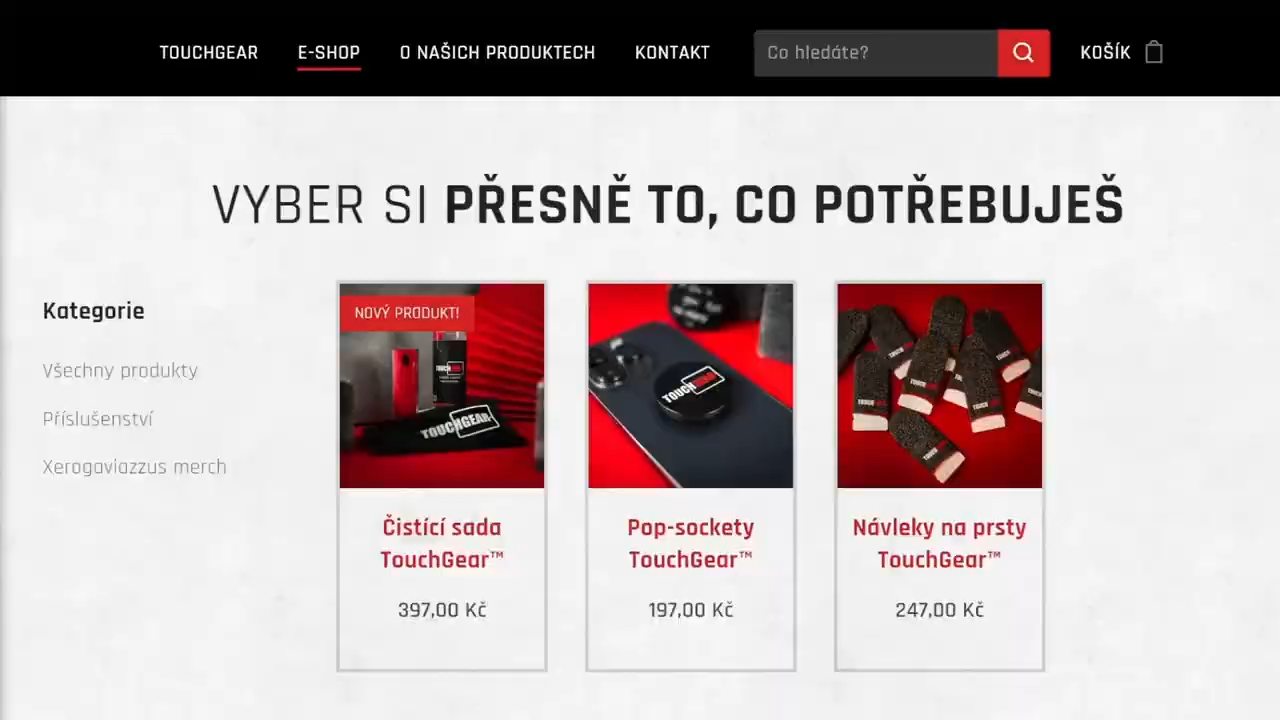 TOUCHGEAR
E-SHOP
O NAŠICH PRODUKTECH
KONTAKT
Co hledáte?
KOŠÍK
VYBER SI PŘESNĚ TO, CO POTŘEBUJEŠ
Kategorie
Všechny produkty
Příslušenství
Xerogaviazzus merch
NOVÝ PRODUKT!
TOUCHGEAR
Čistící sada
TouchGear™
397,00 Kč
TOUCHGEAR
Pop-sockety
TouchGear™
197,00 Kč
Návleky na prsty
TouchGear™
247,00 Kč